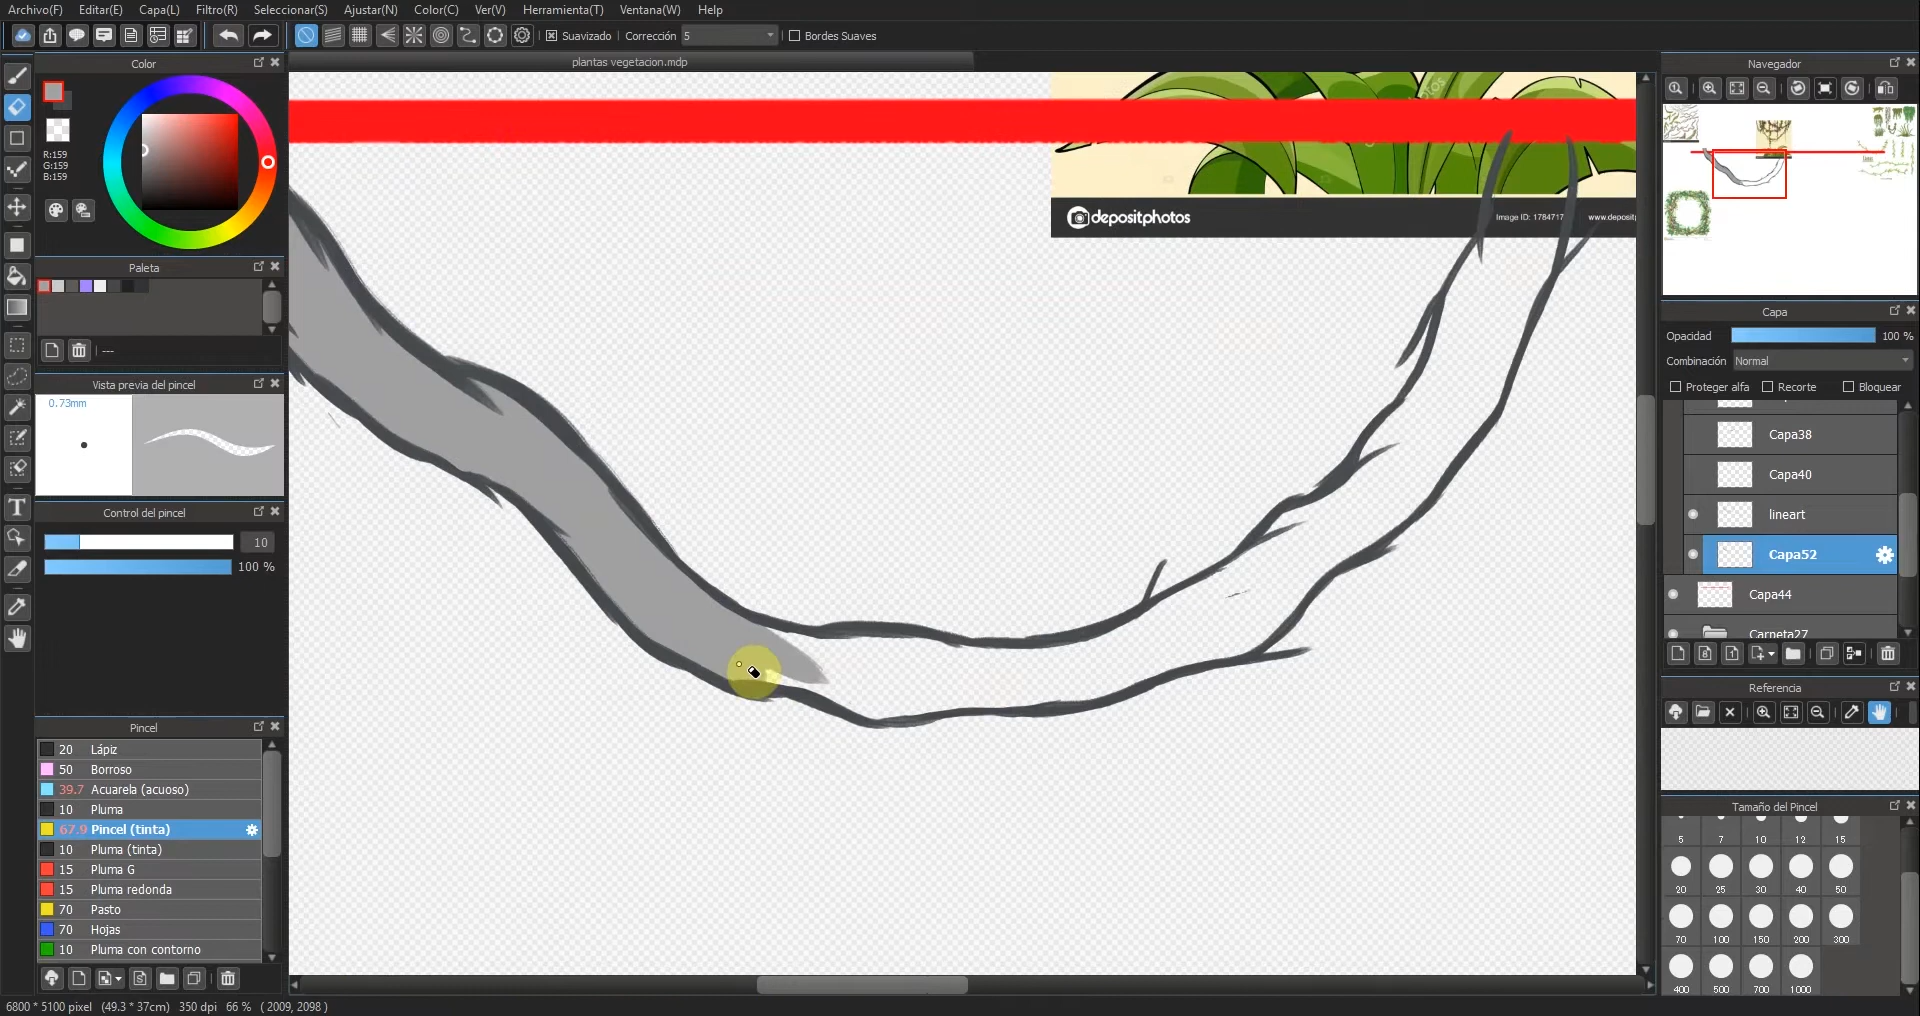 Archivo(F) Editar(E) Capa(L) Filtro(R) Seleccionar(S) Ajustar(N) Color(C) Ver(V) Herramienta(T) Ventana(W) Help
Suavizado Corrección 5 Bordes Suaves
plantas vegetacion.mdp
Color
R:159
G:159
B:159
Paleta
---
Vista previa del pincel
0.73mm
Control del pincel
10
100 %
Pincel
20 Lápiz
50 Borroso
39.7 Acuarela (acuoso)
10 Pluma
67.9 Pincel (tinta)
10 Pluma (tinta)
15 Pluma G
15 Pluma redonda
70 Pasto
70 Hojas
10 Pluma con contorno
6800 * 5100 pixel (49.3 * 37cm) 350 dpi 66 % ( 2009, 2098 )
depositphotos
Image ID: 1784717
www.deposit
Navegador
Capa
Opacidad 100 %
Combinación Normal
Proteger alfa Recorte Bloquear
Capa38
Capa40
lineart
Capa52
Capa44
Carpeta27
Referencia
Tamaño del Pincel
5 7 10 12 15
20 25 30 40 50
70 100 150 200 300
400 500 700 1000